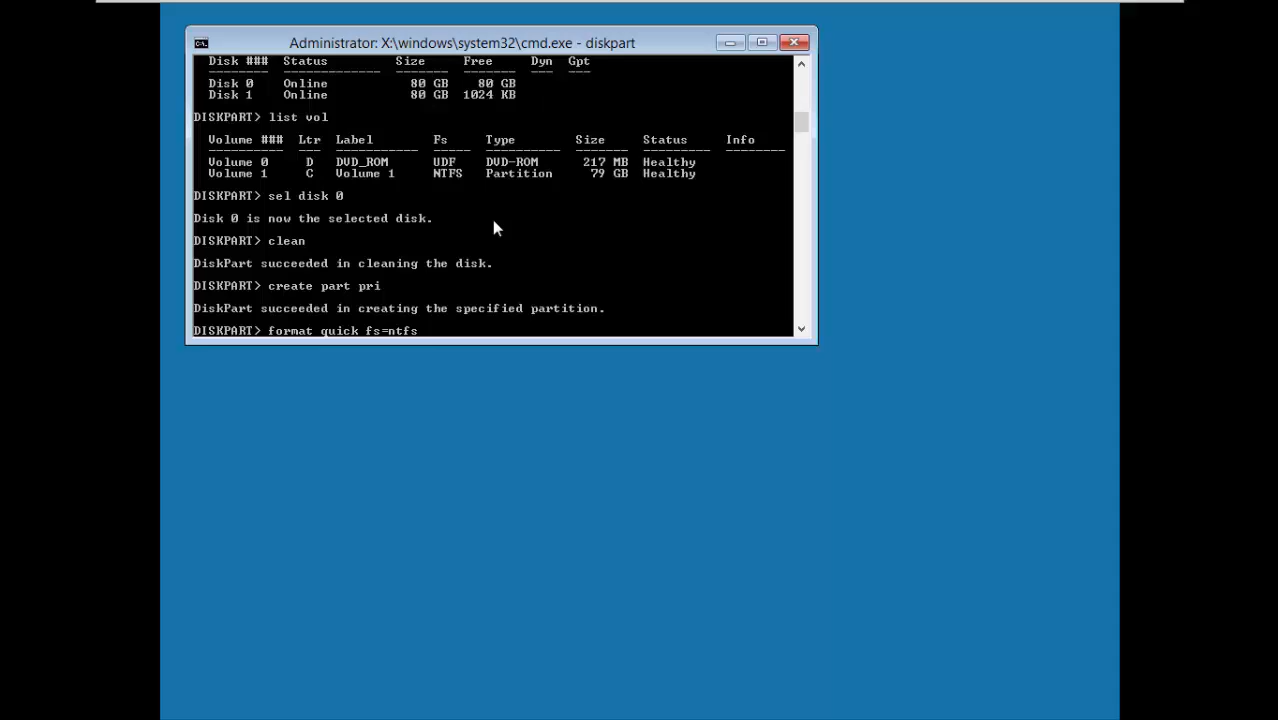 Administrator: X:\windows\system32\cmd.exe - diskpart
Disk ### Status Size Free Dyn Gpt
-------- ------------- ------- ------- --- ---
Disk 0 Online 80 GB 80 GB
Disk 1 Online 80 GB 1024 KB
DISKPART> list vol
Volume ### Ltr Label Fs Type Size Status Info
---------- --- ----------- ----- ---------- ------- --------- --------
Volume 0 D DVD_ROM UDF DVD-ROM 217 MB Healthy
Volume 1 C Volume 1 NTFS Partition 79 GB Healthy
DISKPART> sel disk 0
Disk 0 is now the selected disk.
DISKPART> clean
DiskPart succeeded in cleaning the disk.
DISKPART> create part pri
DiskPart succeeded in creating the specified partition.
DISKPART> format quick fs=ntfs